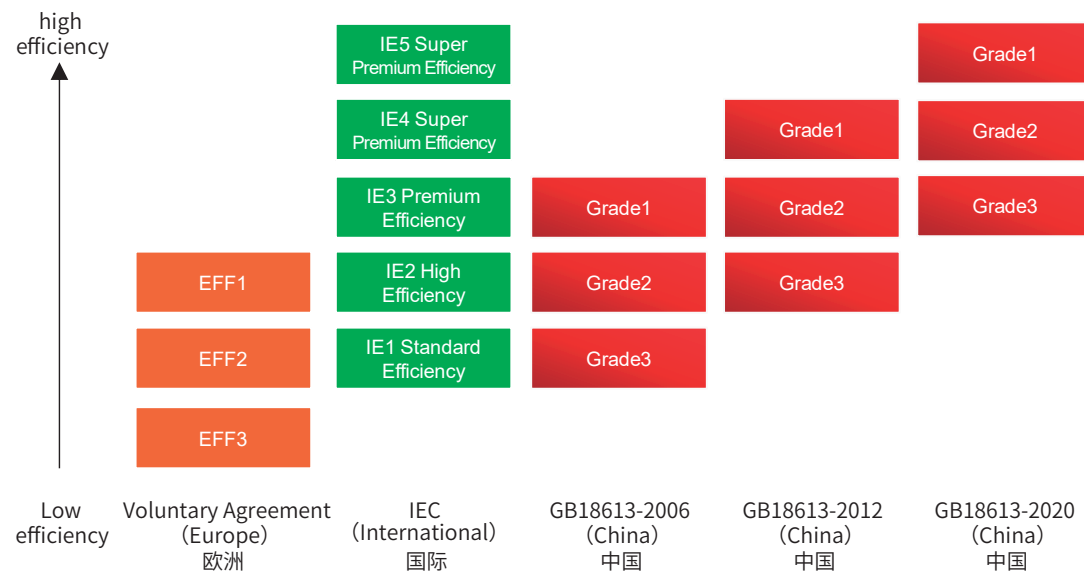 high
efficiency
IE5 Super
Premium Efficiency
Grade1
IE4 Super
Premium Efficiency
Grade1
Grade2
IE3 Premium
Efficiency
Grade1
Grade2
Grade3
EFF1
IE2 High
Efficiency
Grade2
Grade3
EFF2
IE1 Standard
Efficiency
Grade3
EFF3
Low
efficiency
Voluntary Agreement
（Europe）
欧洲
IEC
（International）
国际
GB18613-2006
（China）
中国
GB18613-2012
（China）
中国
GB18613-2020
（China）
中国